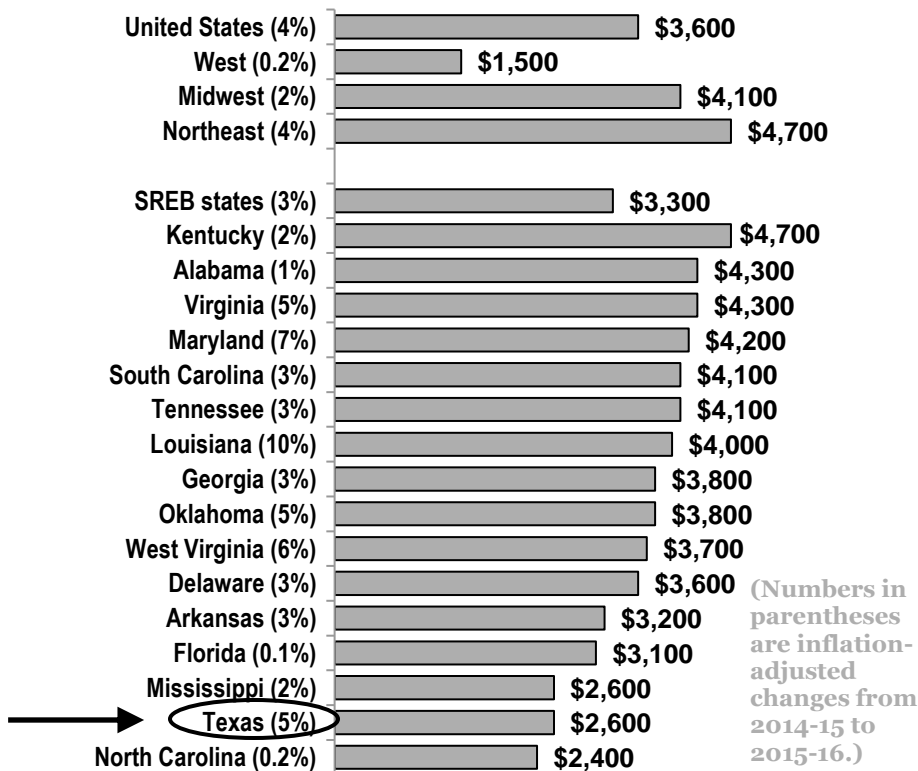 United States (4%) $3,600
West (0.2%) $1,500
Midwest (2%) $4,100
Northeast (4%) $4,700
SREB states (3%) $3,300
Kentucky (2%) $4,700
Alabama (1%) $4,300
Virginia (5%) $4,300
Maryland (7%) $4,200
South Carolina (3%) $4,100
Tennessee (3%) $4,100
Louisiana (10%) $4,000
Georgia (3%) $3,800
Oklahoma (5%) $3,800
West Virginia (6%) $3,700
Delaware (3%) $3,600
Arkansas (3%) $3,200
Florida (0.1%) $3,100
Mississippi (2%) $2,600
Texas (5%) $2,600
North Carolina (0.2%) $2,400
(Numbers in
parentheses
are inflation-
adjusted
changes from
2014-15 to
2015-16.)